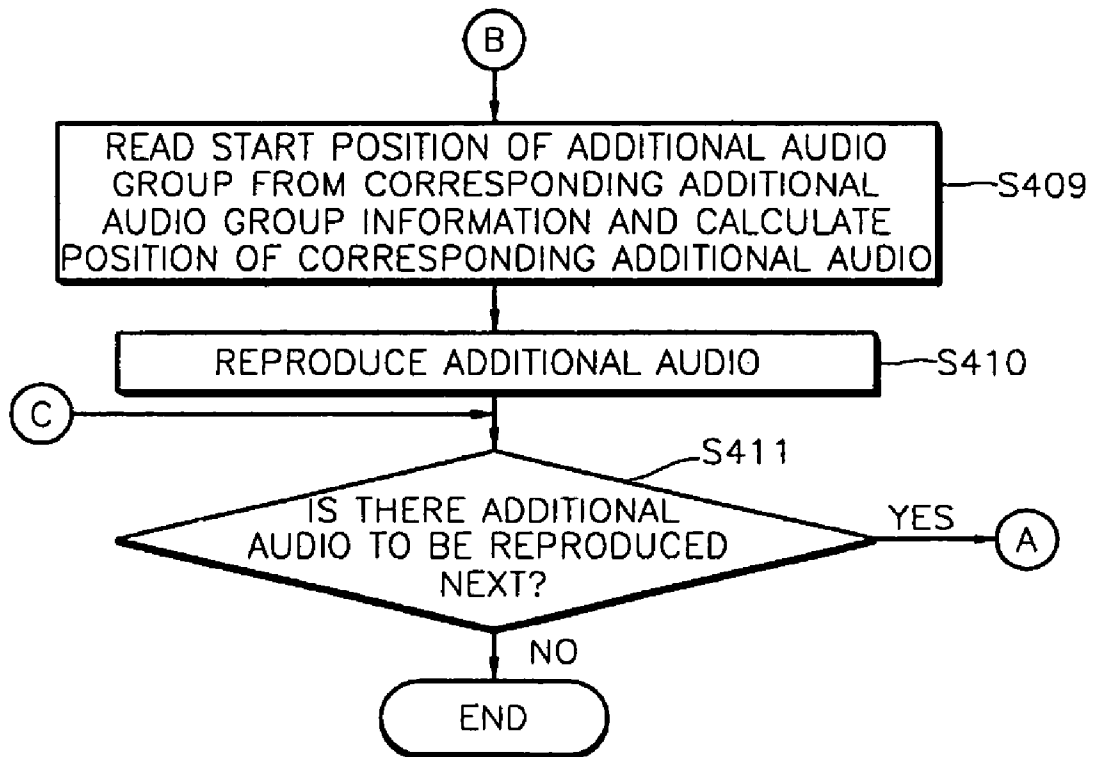 B
READ START POSITION OF ADDITIONAL AUDIO
GROUP FROM CORRESPONDING ADDITIONAL
AUDIO GROUP INFORMATION AND CALCULATE
POSITION OF CORRESPONDING ADDITIONAL AUDIO
S409
REPRODUCE ADDITIONAL AUDIO
S410
C
S411
IS THERE ADDITIONAL
AUDIO TO BE REPRODUCED
NEXT?
YES
A
NO
END